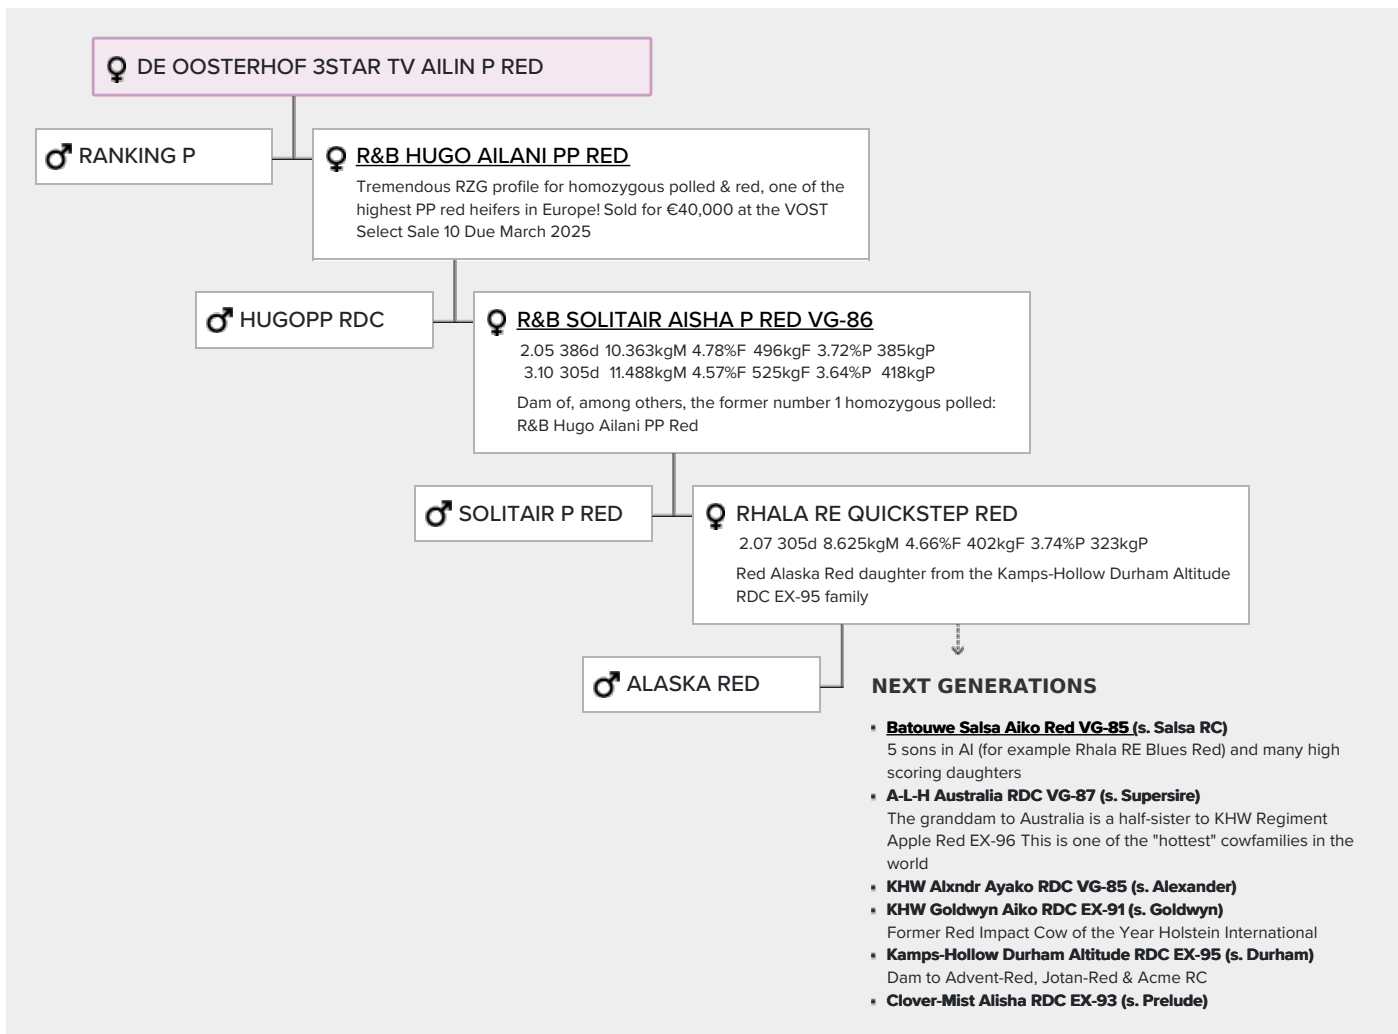 DE OOSTERHOF 3STAR TV AILIN P RED
RANKING P
R&B HUGO AILANI PP RED
Tremendous RZG profile for homozygous polled & red, one of the
highest PP red heifers in Europe! Sold for €40,000 at the VOST
Select Sale 10 Due March 2025
HUGOPP RDC
R&B SOLITAIR AISHA P RED VG-86
2.05 386d 10.363kgM 4.78%F 496kgF 3.72%P 385kgP
3.10 305d 11.488kgM 4.57%F 525kgF 3.64%P 418kgP
Dam of, among others, the former number 1 homozygous polled:
R&B Hugo Ailani PP Red
SOLITAIR P RED
RHALA RE QUICKSTEP RED
2.07 305d 8.625kgM 4.66%F 402kgF 3.74%P 323kgP
Red Alaska Red daughter from the Kamps-Hollow Durham Altitude
RDC EX-95 family
ALASKA RED
NEXT GENERATIONS
Batouwe Salsa Aiko Red VG-85 (s. Salsa RC)
5 sons in AI (for example Rhala RE Blues Red) and many high
scoring daughters
A-L-H Australia RDC VG-87 (s. Supersire)
The granddam to Australia is a half-sister to KHW Regiment
Apple Red EX-96 This is one of the "hottest" cowfamilies in the
world
KHW Alxndr Ayako RDC VG-85 (s. Alexander)
KHW Goldwyn Aiko RDC EX-91 (s. Goldwyn)
Former Red Impact Cow of the Year Holstein International
Kamps-Hollow Durham Altitude RDC EX-95 (s. Durham)
Dam to Advent-Red, Jotan-Red & Acme RC
Clover-Mist Alisha RDC EX-93 (s. Prelude)